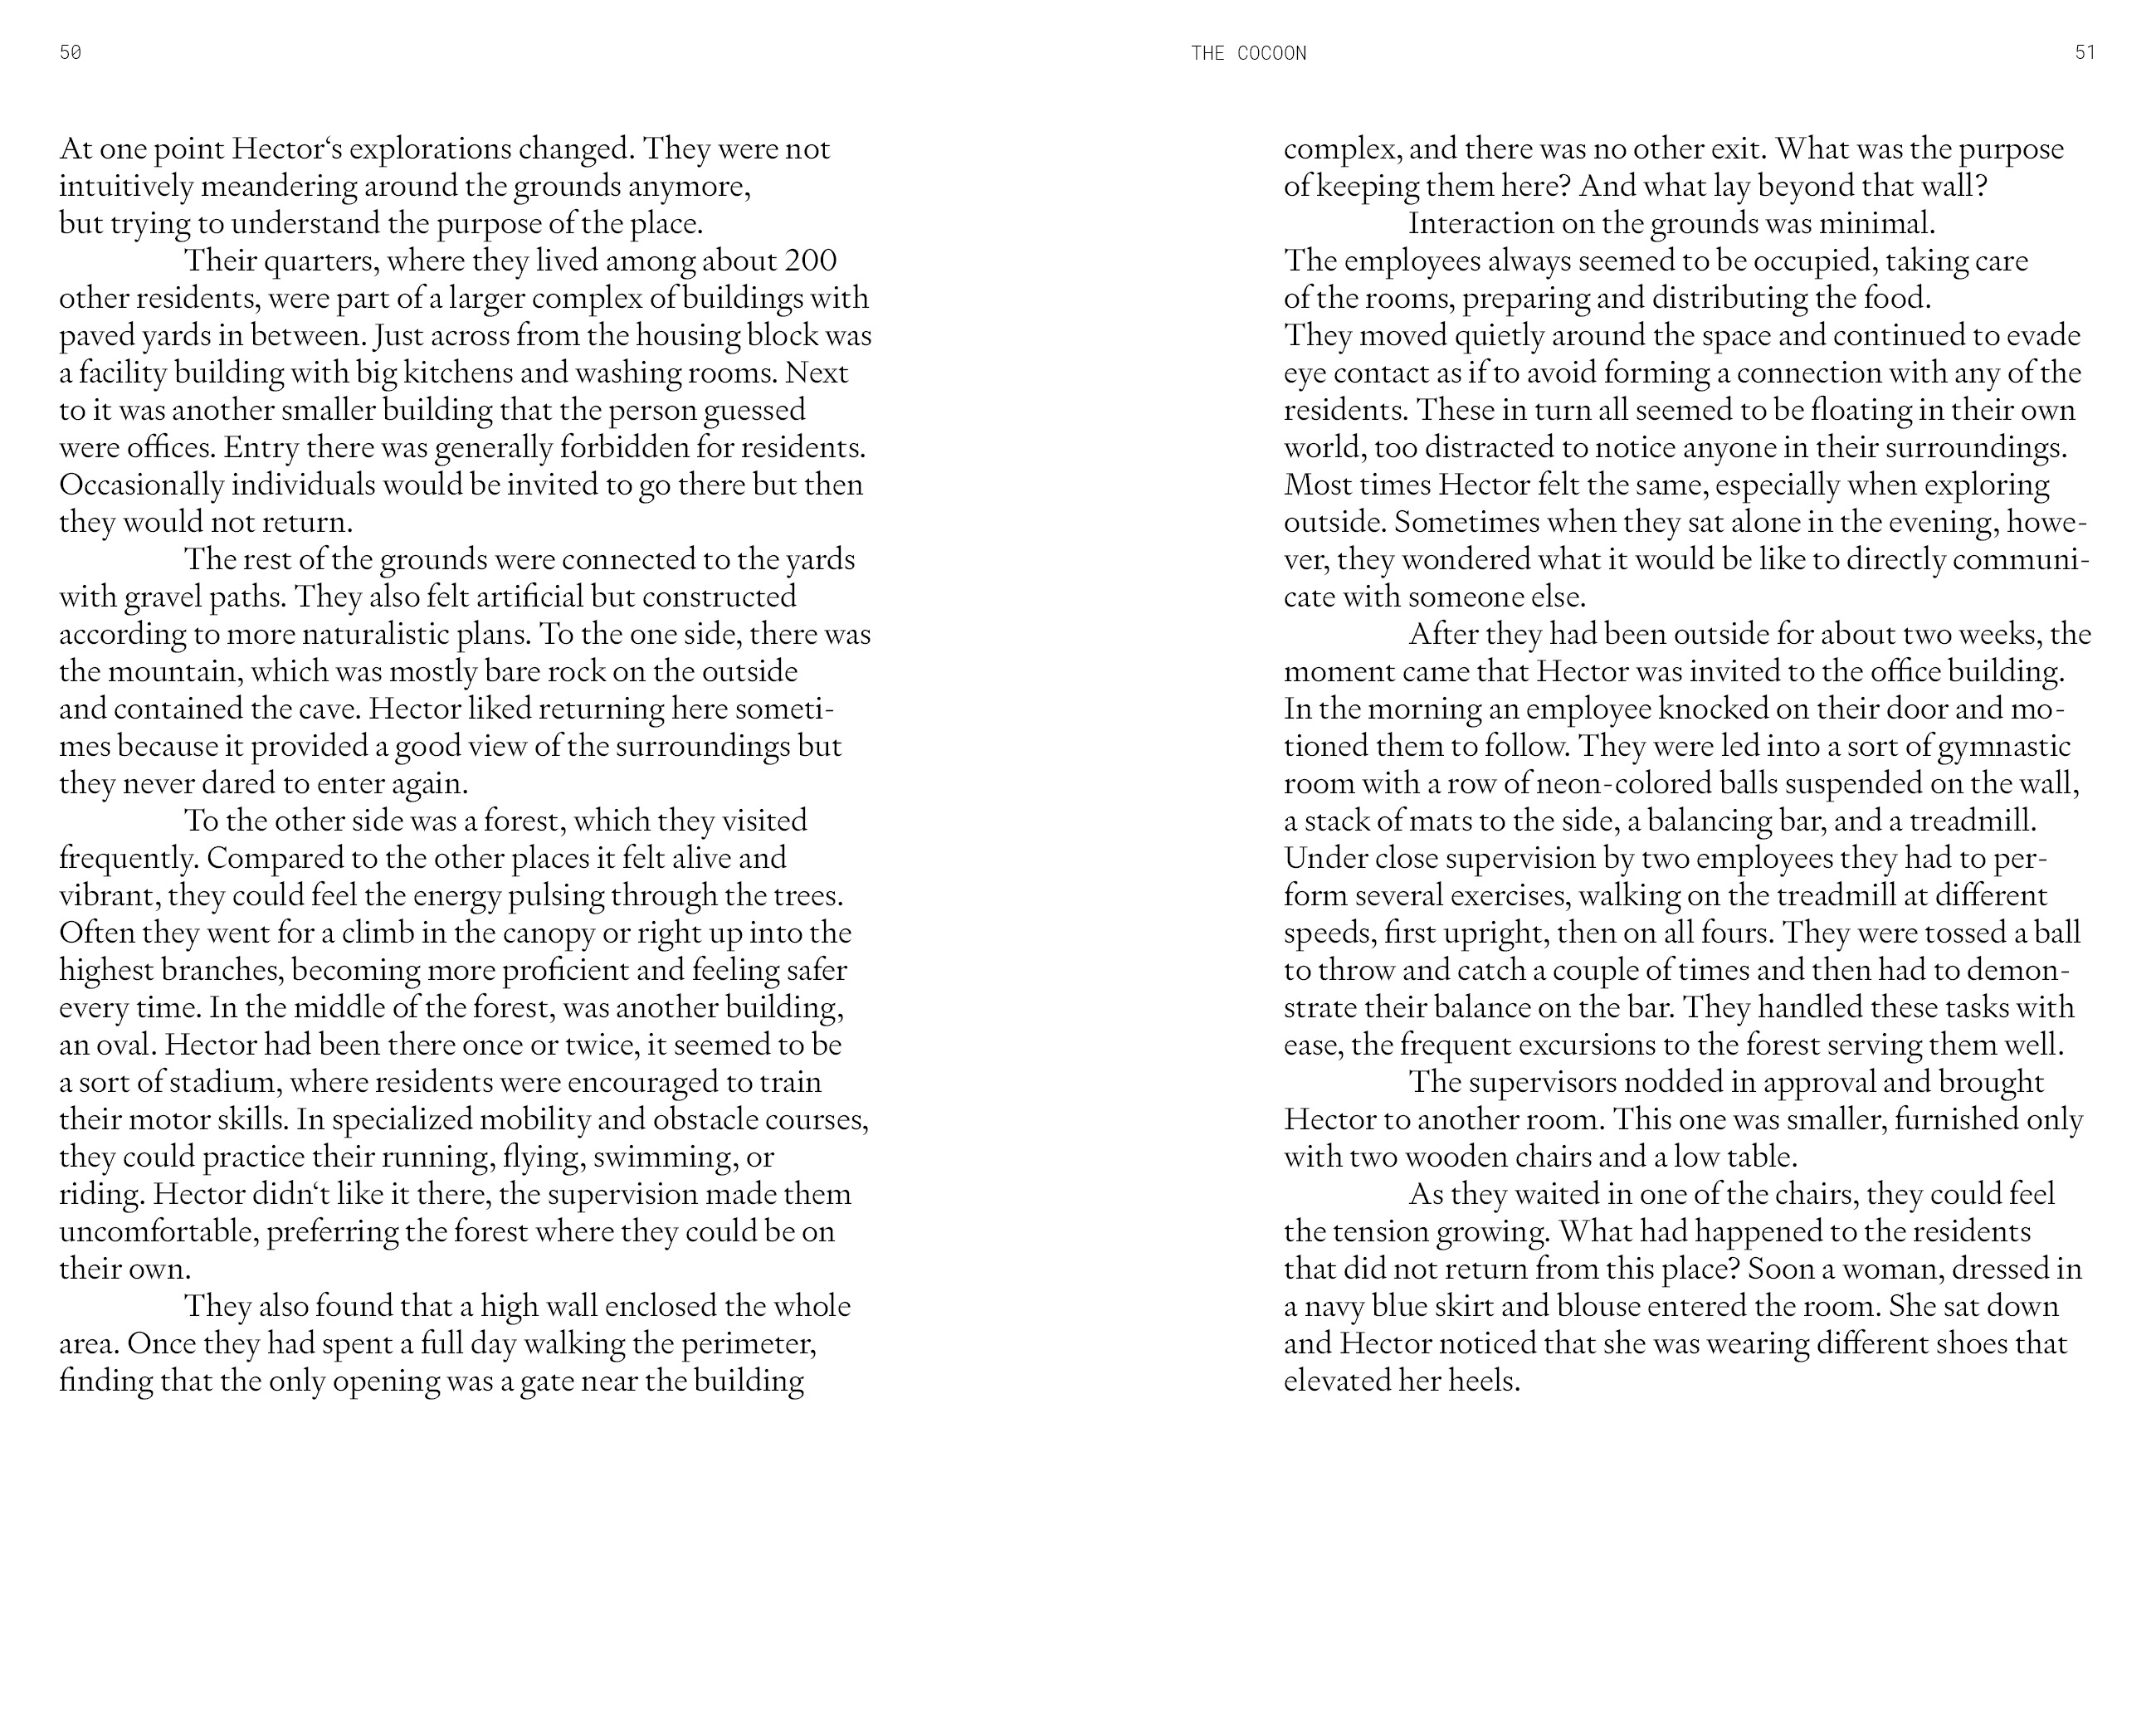 50
At one point Hector‘s explorations changed. They were not
intuitively meandering around the grounds anymore,
but trying to understand the purpose of the place.
Their quarters, where they lived among about 200
other residents, were part of a larger complex of buildings with
paved yards in between. Just across from the housing block was
a facility building with big kitchens and washing rooms. Next
to it was another smaller building that the person guessed
were offices. Entry there was generally forbidden for residents.
Occasionally individuals would be invited to go there but then
they would not return.
The rest of the grounds were connected to the yards
with gravel paths. They also felt artificial but constructed
according to more naturalistic plans. To the one side, there was
the mountain, which was mostly bare rock on the outside
and contained the cave. Hector liked returning here someti-
mes because it provided a good view of the surroundings but
they never dared to enter again.
To the other side was a forest, which they visited
frequently. Compared to the other places it felt alive and
vibrant, they could feel the energy pulsing through the trees.
Often they went for a climb in the canopy or right up into the
highest branches, becoming more proficient and feeling safer
every time. In the middle of the forest, was another building,
an oval. Hector had been there once or twice, it seemed to be
a sort of stadium, where residents were encouraged to train
their motor skills. In specialized mobility and obstacle courses,
they could practice their running, flying, swimming, or
riding. Hector didn‘t like it there, the supervision made them
uncomfortable, preferring the forest where they could be on
their own.
They also found that a high wall enclosed the whole
area. Once they had spent a full day walking the perimeter,
finding that the only opening was a gate near the building
THE COCOON
51
complex, and there was no other exit. What was the purpose
of keeping them here? And what lay beyond that wall?
Interaction on the grounds was minimal.
The employees always seemed to be occupied, taking care
of the rooms, preparing and distributing the food.
They moved quietly around the space and continued to evade
eye contact as if to avoid forming a connection with any of the
residents. These in turn all seemed to be floating in their own
world, too distracted to notice anyone in their surroundings.
Most times Hector felt the same, especially when exploring
outside. Sometimes when they sat alone in the evening, howe-
ver, they wondered what it would be like to directly communi-
cate with someone else.
After they had been outside for about two weeks, the
moment came that Hector was invited to the office building.
In the morning an employee knocked on their door and mo-
tioned them to follow. They were led into a sort of gymnastic
room with a row of neon-colored balls suspended on the wall,
a stack of mats to the side, a balancing bar, and a treadmill.
Under close supervision by two employees they had to per-
form several exercises, walking on the treadmill at different
speeds, first upright, then on all fours. They were tossed a ball
to throw and catch a couple of times and then had to demon-
strate their balance on the bar. They handled these tasks with
ease, the frequent excursions to the forest serving them well.
The supervisors nodded in approval and brought
Hector to another room. This one was smaller, furnished only
with two wooden chairs and a low table.
As they waited in one of the chairs, they could feel
the tension growing. What had happened to the residents
that did not return from this place? Soon a woman, dressed in
a navy blue skirt and blouse entered the room. She sat down
and Hector noticed that she was wearing different shoes that
elevated her heels.